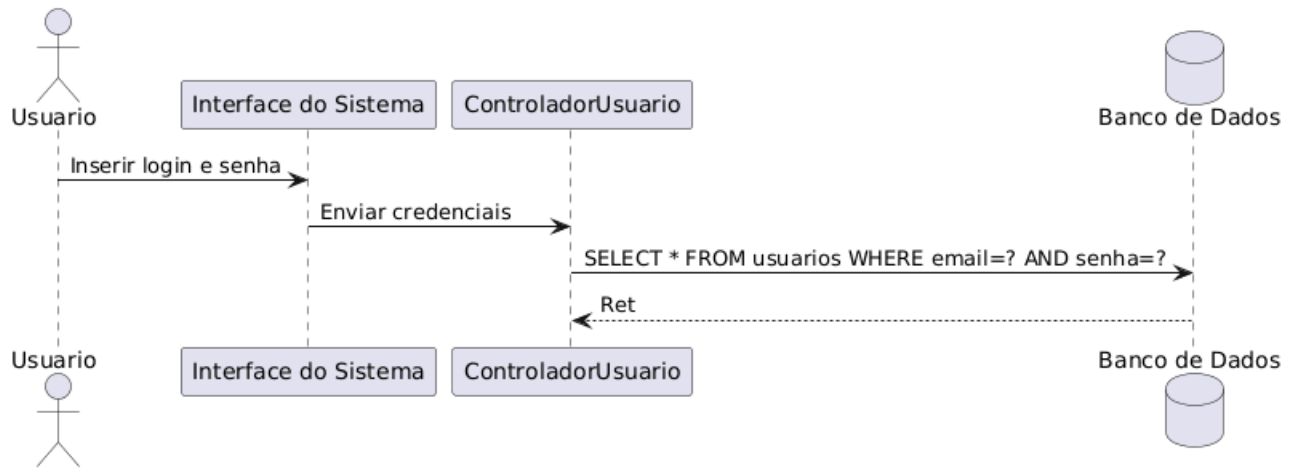 Usuario
Interface do Sistema
ControladorUsuario
Banco de Dados
Inserir login e senha
Enviar credenciais
SELECT * FROM usuarios WHERE email=? AND senha=?
Ret
Usuario
Interface do Sistema
ControladorUsuario
Banco de Dados